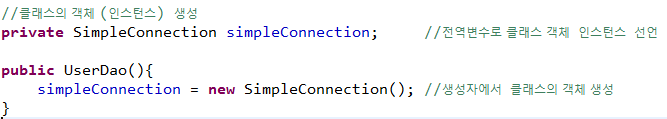 //클래스의 객체 (인스턴스) 생성
private SimpleConnection simpleConnection; //전역변수로 클래스 객체 인스턴스 선언
public UserDao(){
simpleConnection = new SimpleConnection(); //생성자에서 클래스의 객체 생성
}